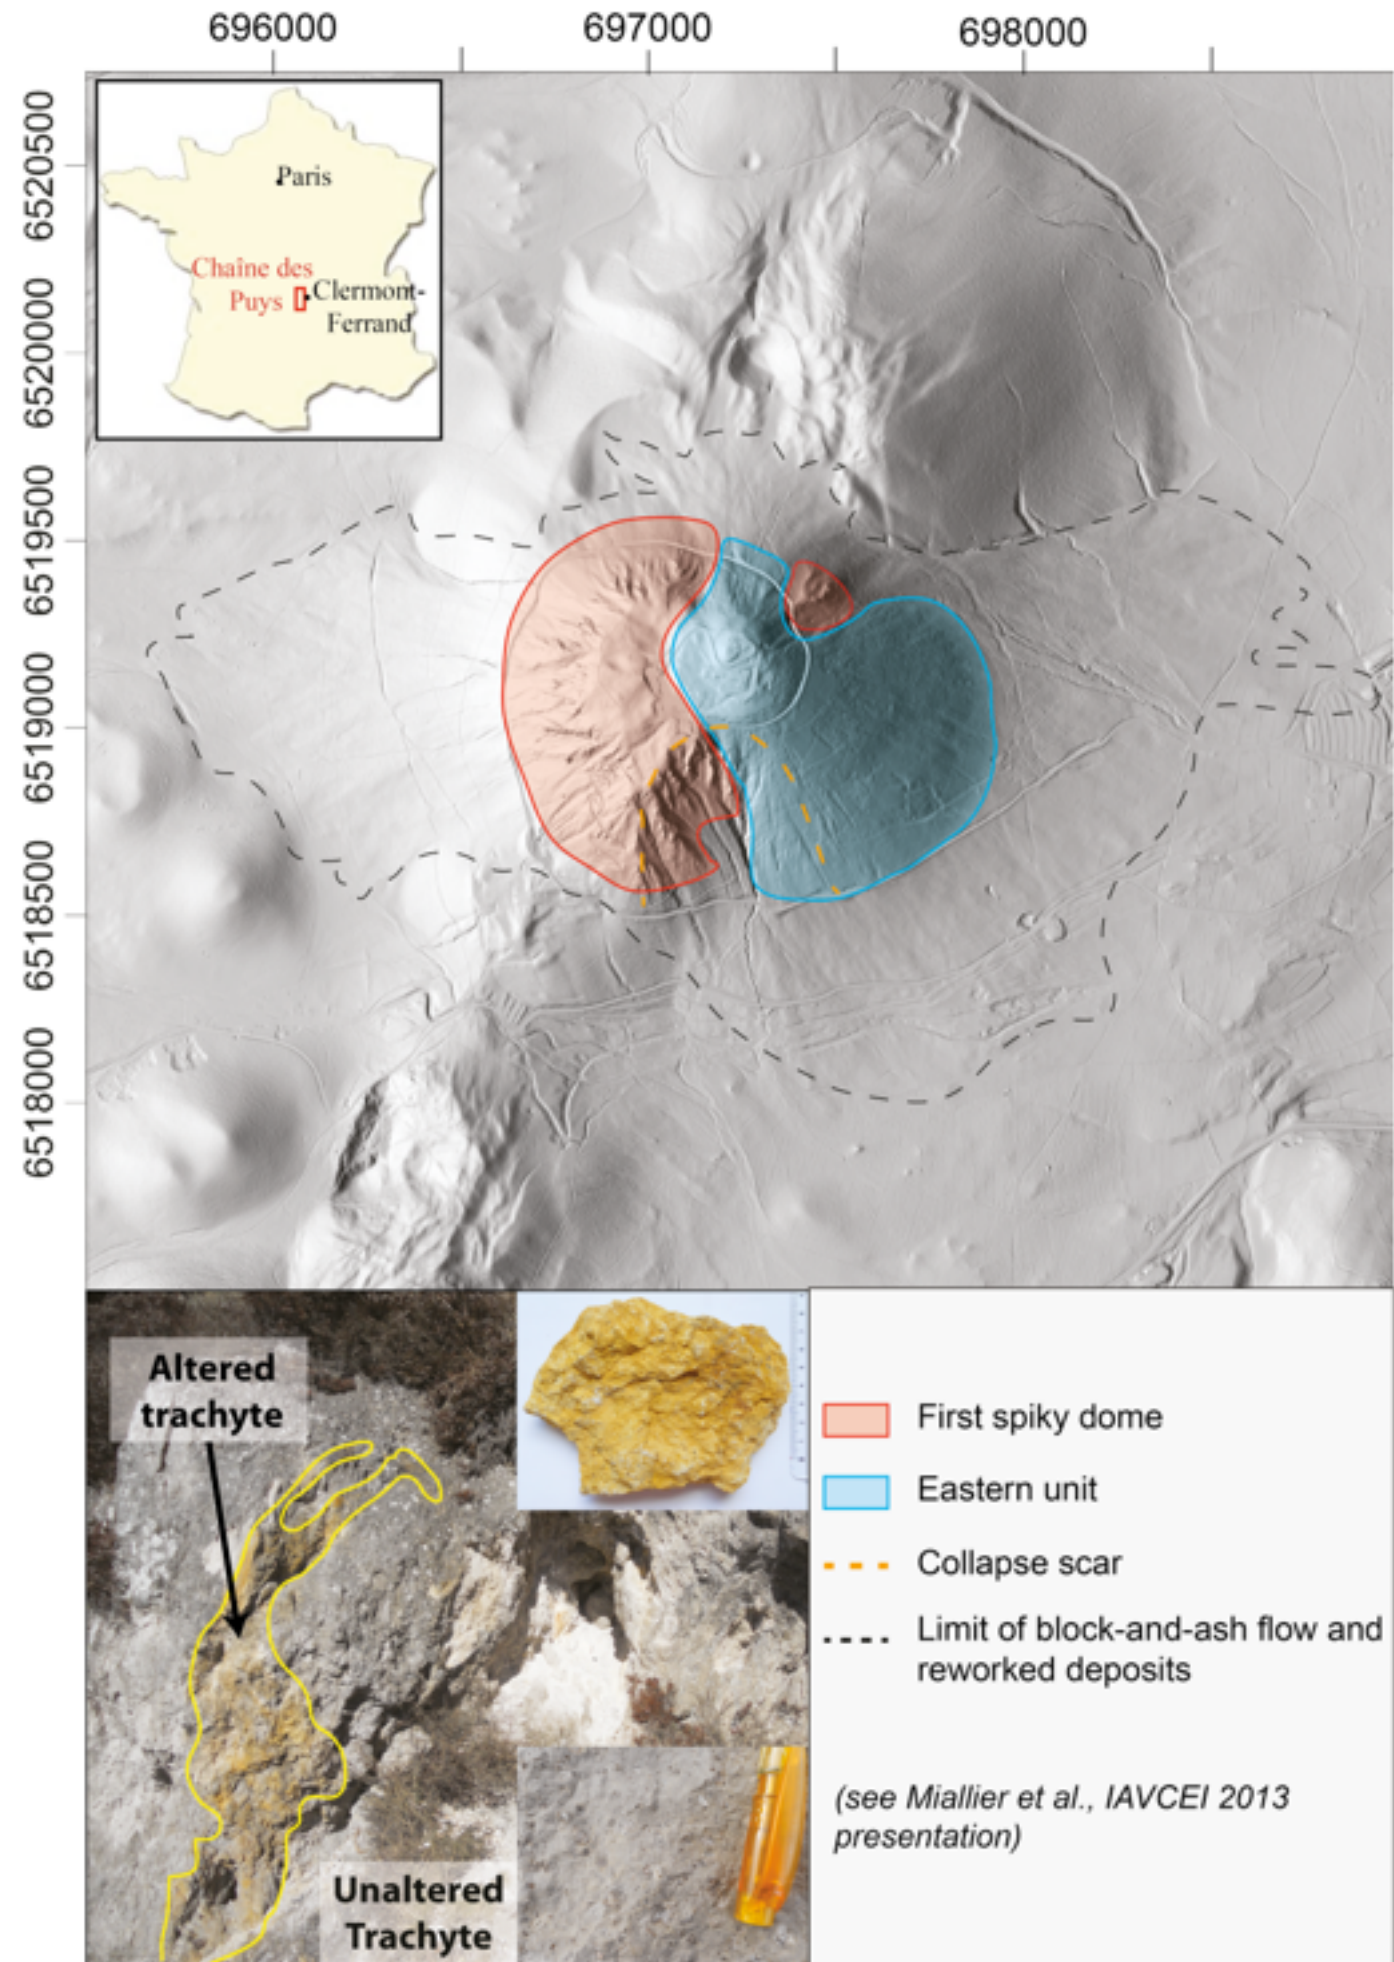 696000
697000
698000
6520500
6520000
6519500
6519000
6518500
6518000
Paris
Chaîne des
Puys
Clermont-
Ferrand
Altered
trachyte
Unaltered
Trachyte
First spiky dome
Eastern unit
Collapse scar
Limit of block-and-ash flow and
reworked deposits
(see Miallier et al., IAVCEI 2013
presentation)